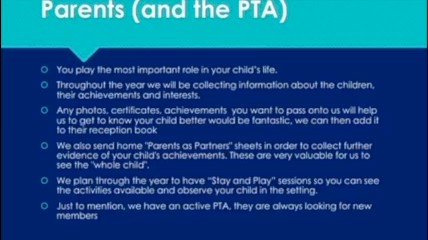 Parents (and the PTA)
You play the most important role in your child's life.
Throughout the year we will be collecting information about the children,
their achievements and interests.
Any photos, certificates, achievements you want to pass onto us will help
us to get to know your child better would be fantastic, we can then add it
to their reception book
We also send home "Parents as Partners" sheets in order to collect further
evidence of your child's achievements. These are very valuable for us to
see the "whole child".
We plan through the year to have "Stay and Play" sessions so you can see
the activities available and observe your child in the setting.
Just to mention, we have an active PTA, they are always looking for new
members